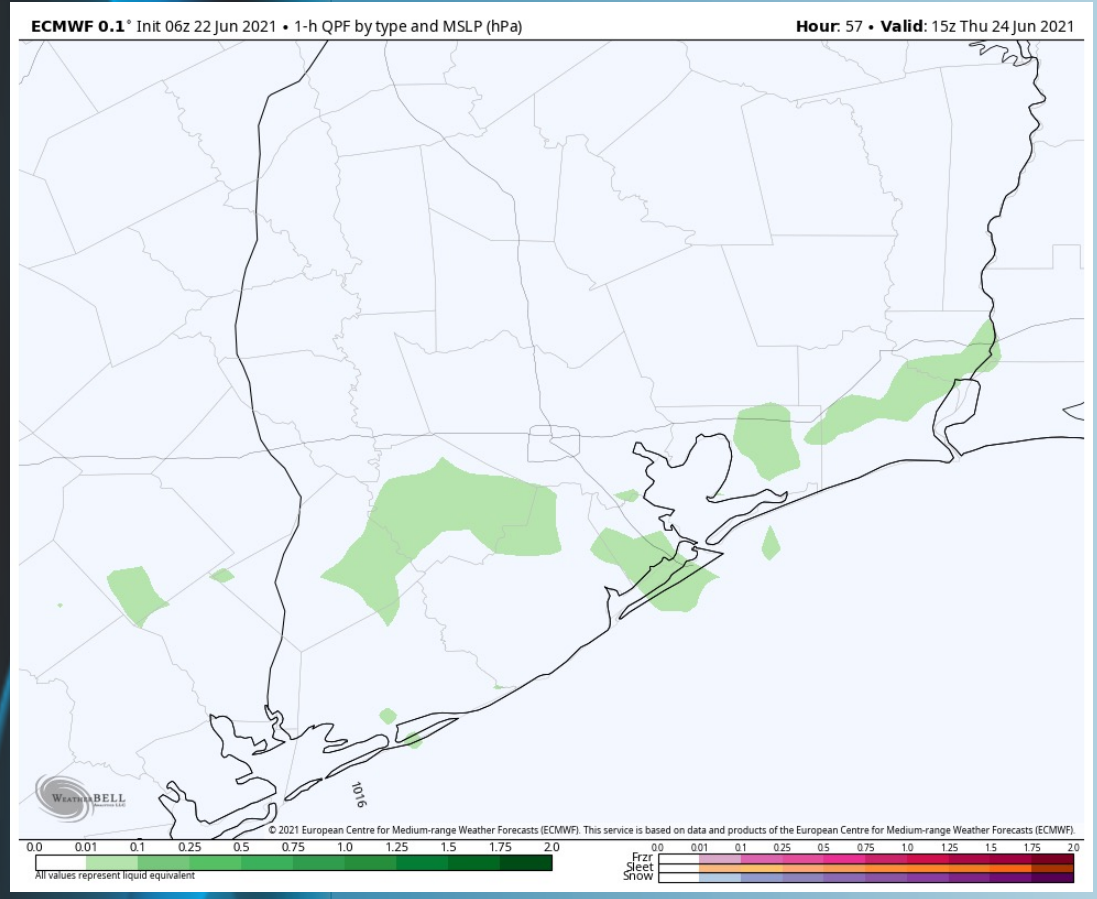 ECMWF 0.1° Init 06z 22 Jun 2021 • 1-h QPF by type and MSLP (hPa)
Hour: 57 • Valid: 15z Thu 24 Jun 2021
1016
WeatherBELL
© 2021 European Centre for Medium-range Weather Forecasts (ECMWF). This service is based on data and products of the European Centre for Medium-range Weather Forecasts (ECMWF).
0.0 0.01 0.1 0.25 0.5 0.75 1.0 1.25 1.5 1.75 2.0
All values represent liquid equivalent
0.0 0.01 0.1 0.25 0.5 0.75 1.0 1.25 1.5 1.75 2.0
Frzr
Sleet
Snow